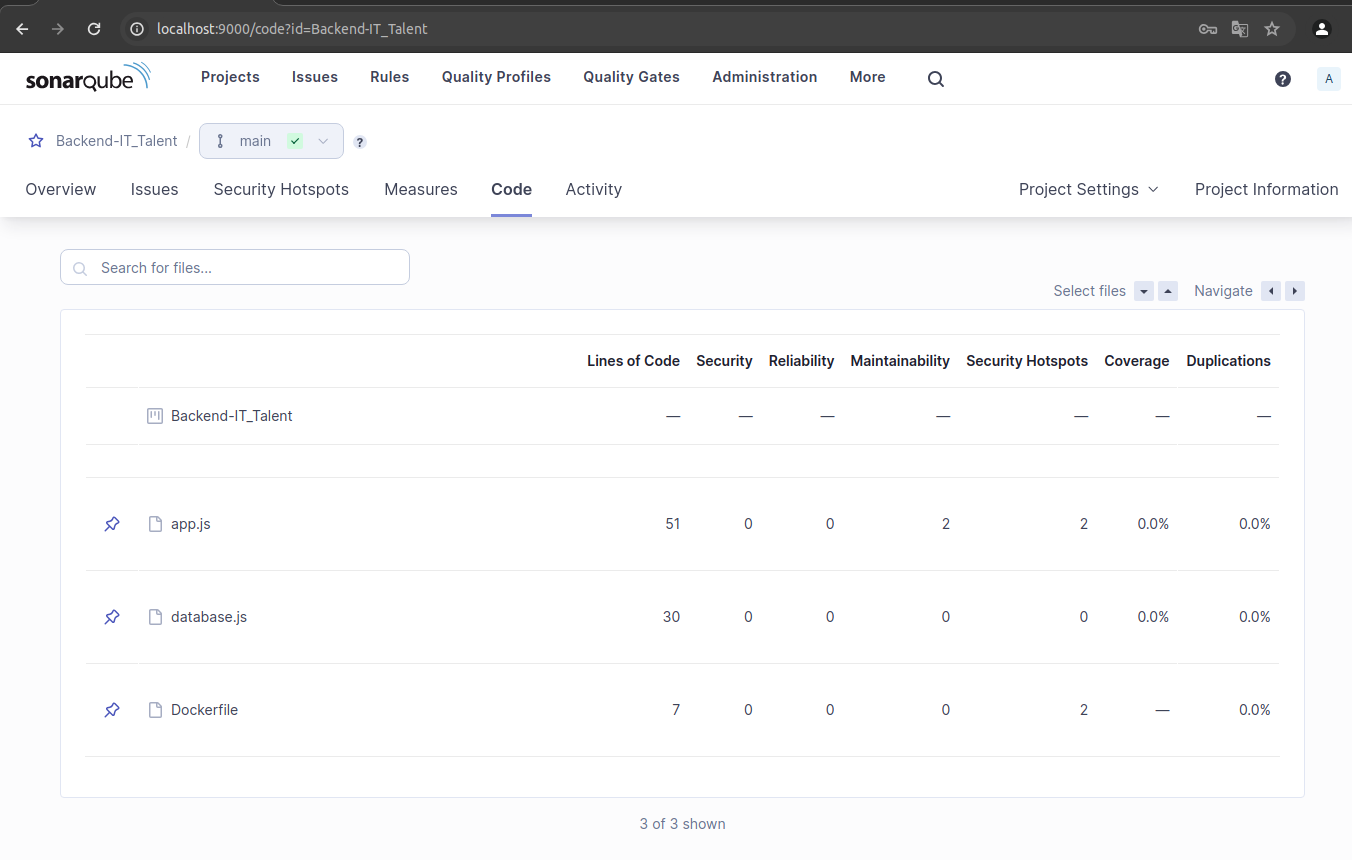 localhost:9000/code?id=Backend-IT_Talent
sonarqube Projects Issues Rules Quality Profiles Quality Gates Administration More ? A
Backend-IT_Talent / main ?
Overview Issues Security Hotspots Measures Code Activity Project Settings Project Information
Search for files...
Select files Navigate
Lines of Code Security Reliability Maintainability Security Hotspots Coverage Duplications
Backend-IT_Talent — — — — — — —
app.js 51 0 0 2 2 0.0% 0.0%
database.js 30 0 0 0 0 0.0% 0.0%
Dockerfile 7 0 0 0 2 — 0.0%
3 of 3 shown